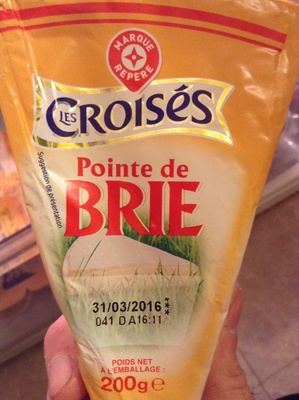 MARQUE
REPÈRE
LES
CROISÉS
Suggestion de présentation
Pointe de
BRIE
31/03/2016 ***
041 DA16:11
POIDS NET
À L'EMBALLAGE :
200g e